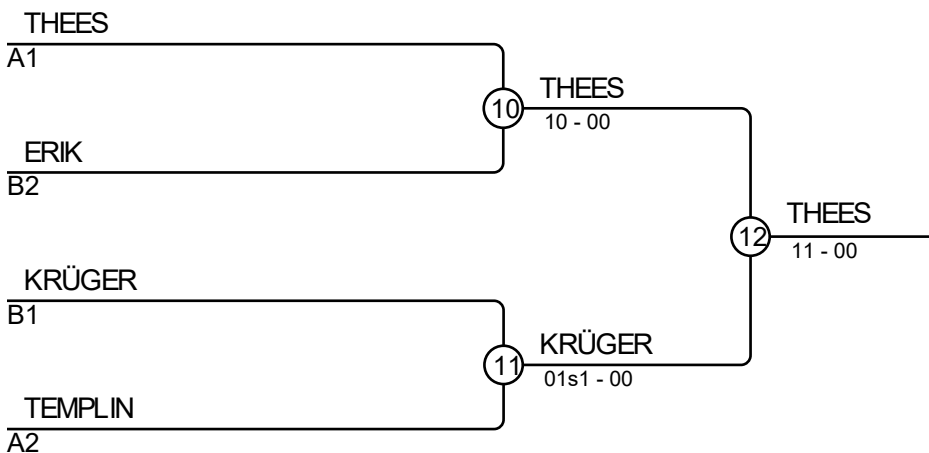 THEES
A1
10
THEES
10 - 00
ERIK
B2
12
THEES
11 - 00
KRÜGER
B1
11
KRÜGER
01s1 - 00
TEMPLIN
A2